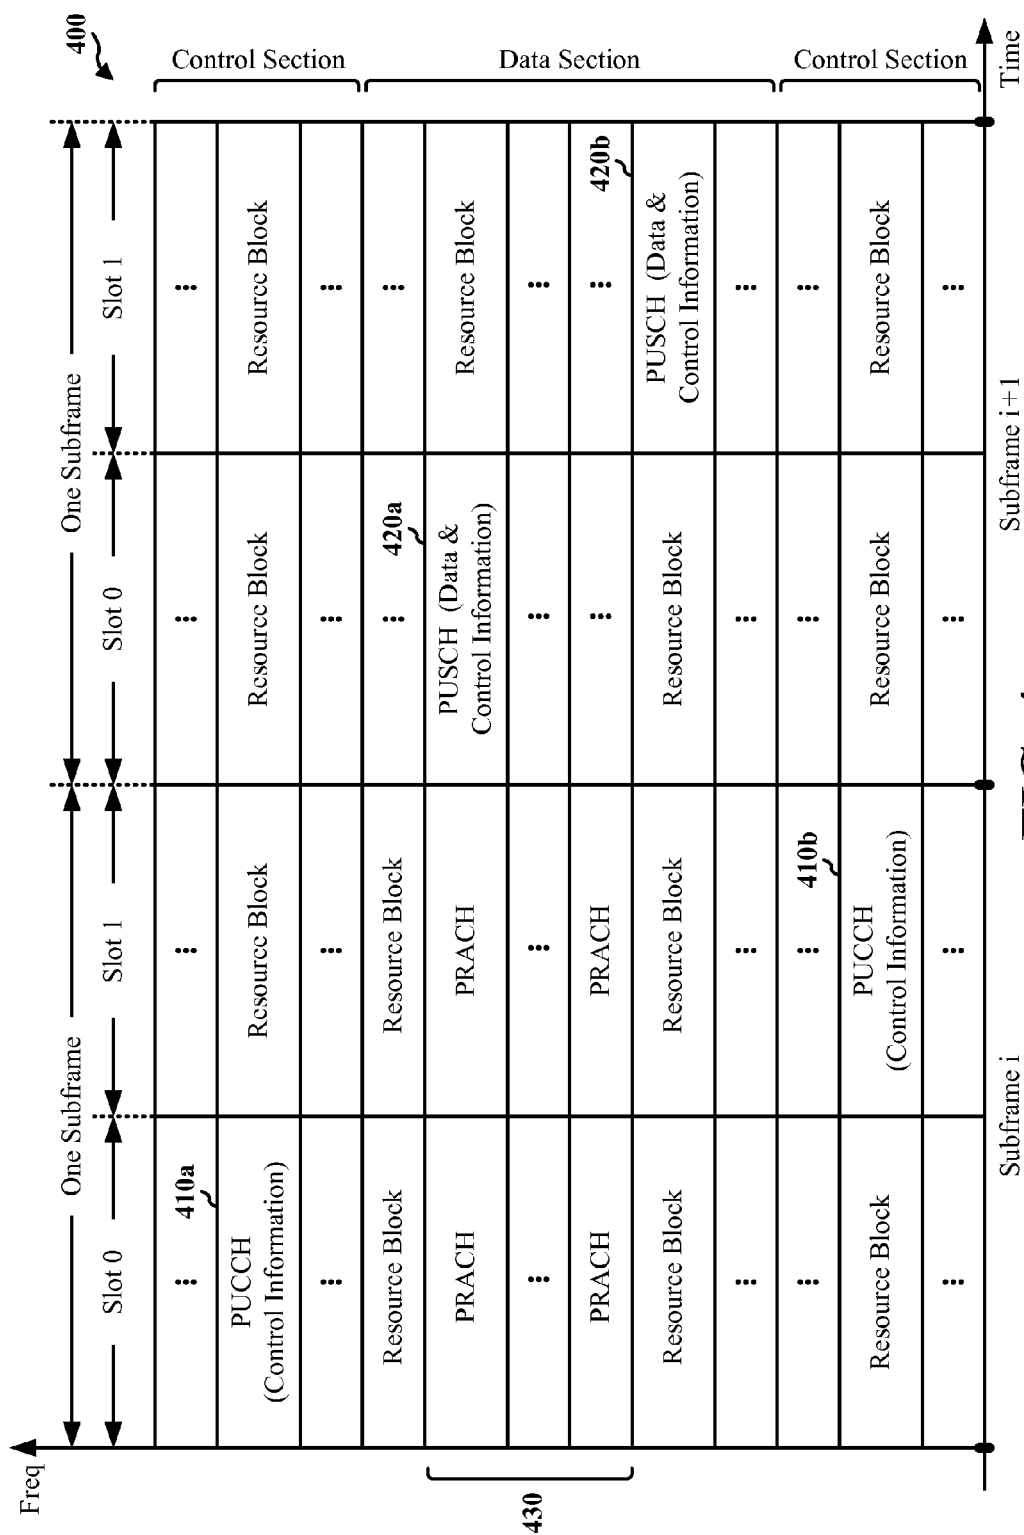 Freq
400
One Subframe
One Subframe
Slot 0
Slot 1
Slot 0
Slot 1
410a
PUCCH
(Control Information)
Resource Block
Resource Block
Resource Block
Control Section
420a
Resource Block
Resource Block
430
PRACH
PRACH
PUSCH (Data &
Control Information)
Resource Block
Data Section
PRACH
PRACH
420b
Resource Block
Resource Block
Resource Block
PUSCH (Data &
Control Information)
410b
Resource Block
PUCCH
(Control Information)
Resource Block
Resource Block
Control Section
Subframe i
Subframe i+1
Time